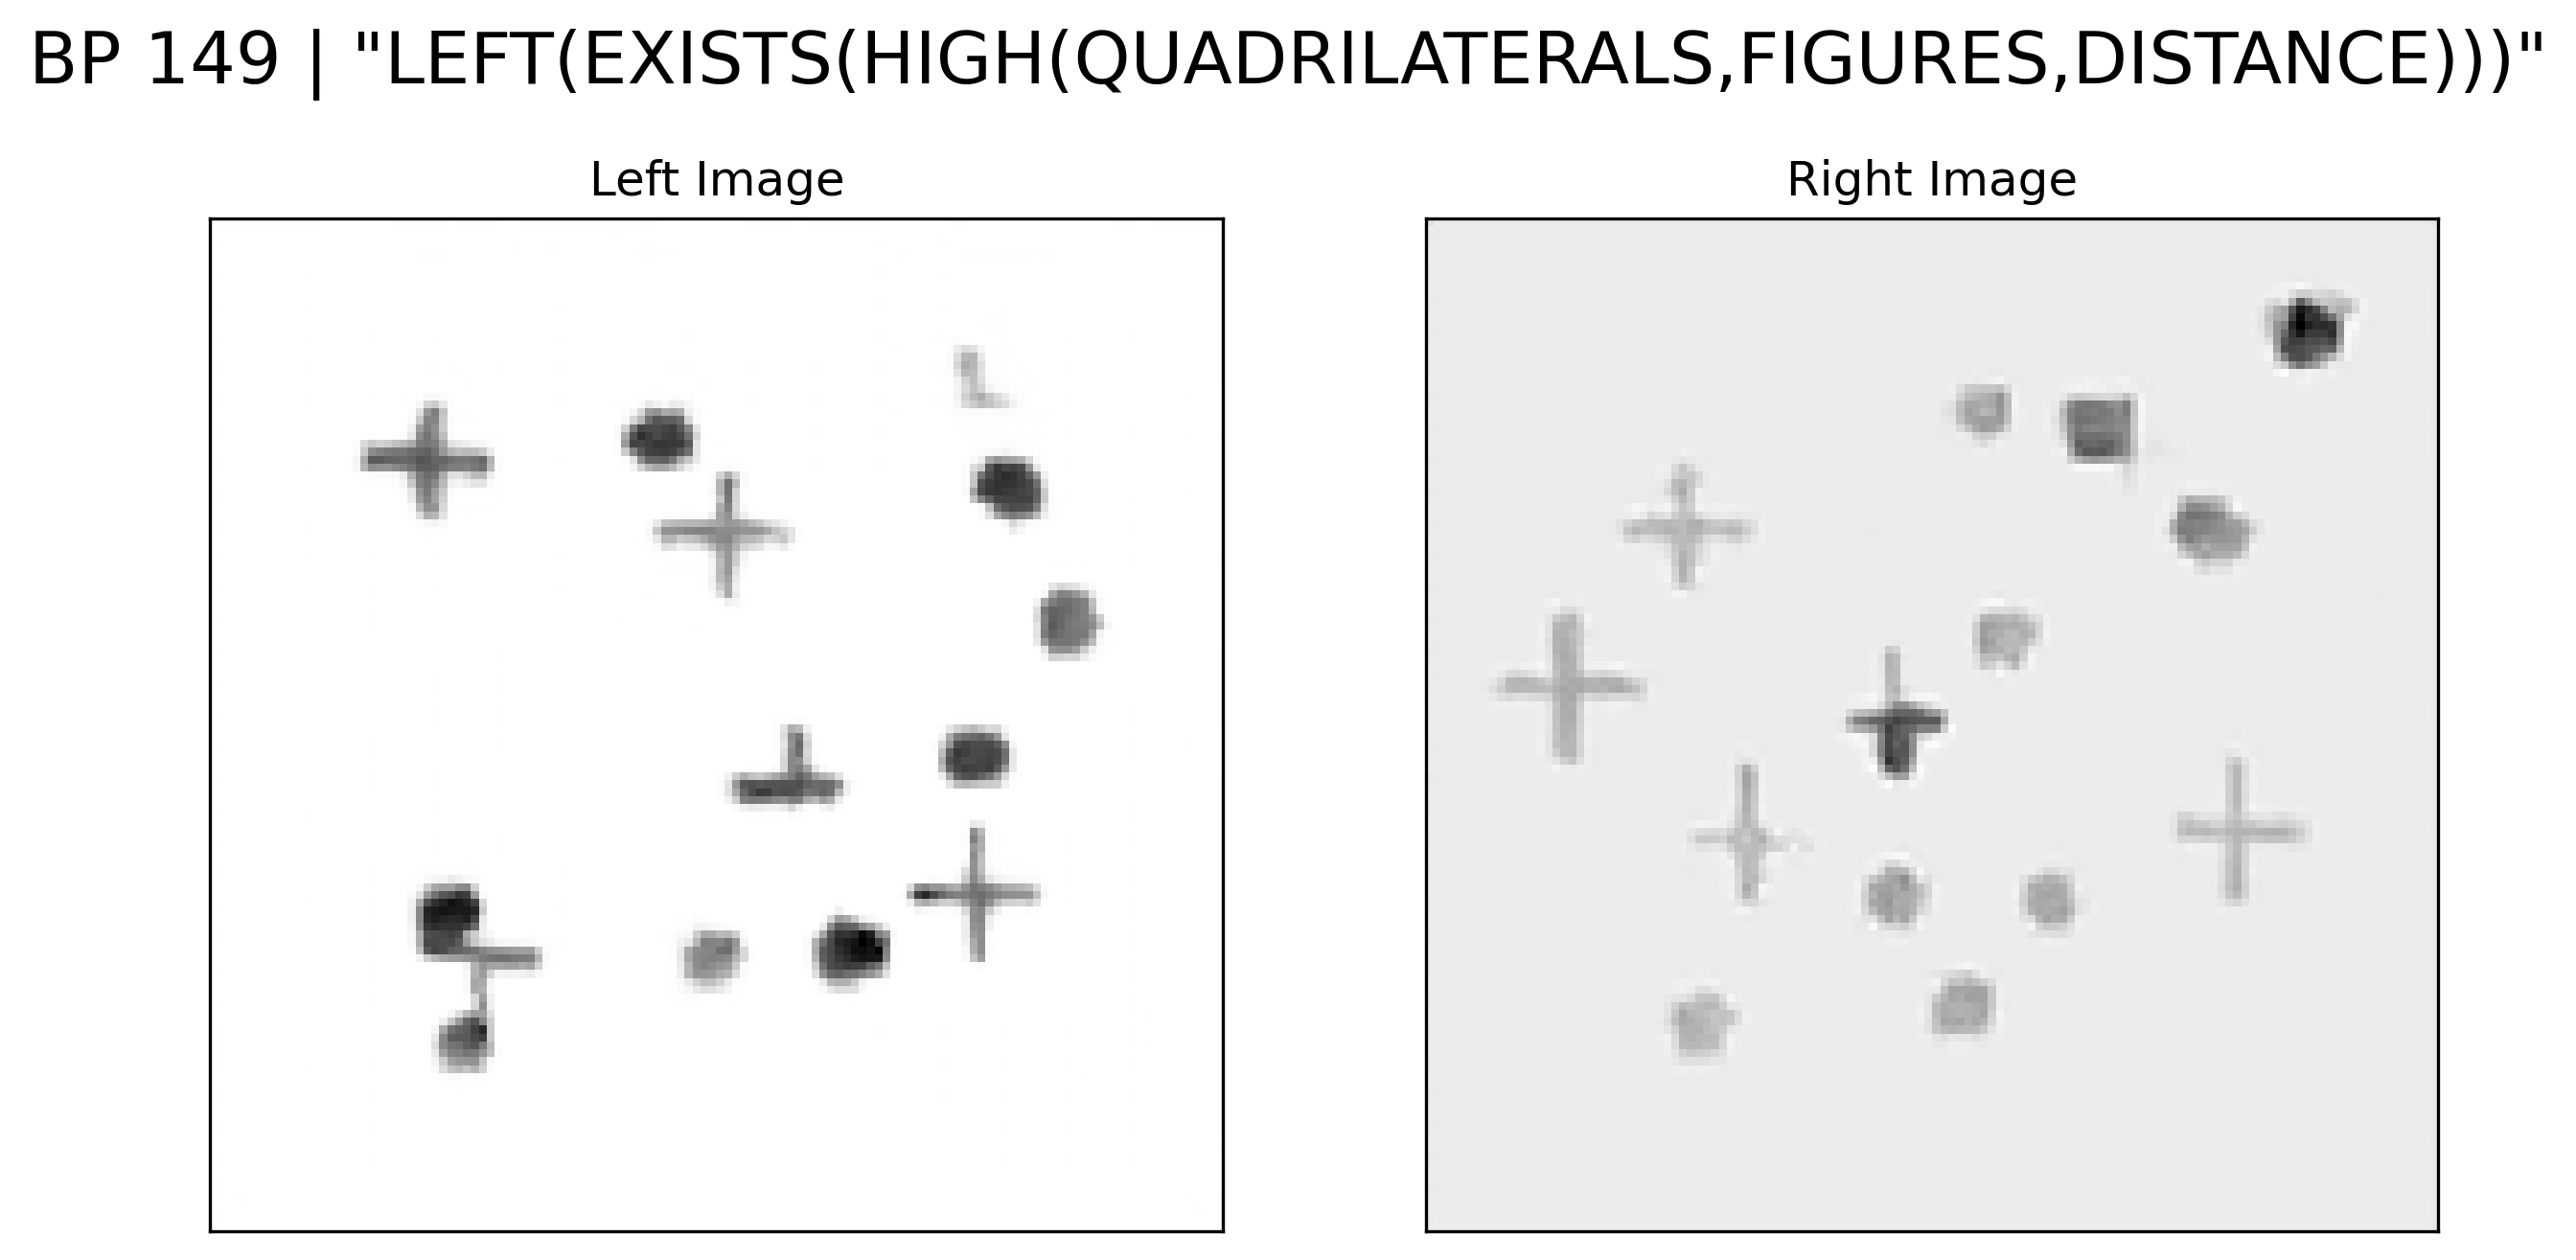 BP 149 | "LEFT(EXISTS(HIGH(QUADRILATERALS,FIGURES,DISTANCE)))"
Left Image
Right Image